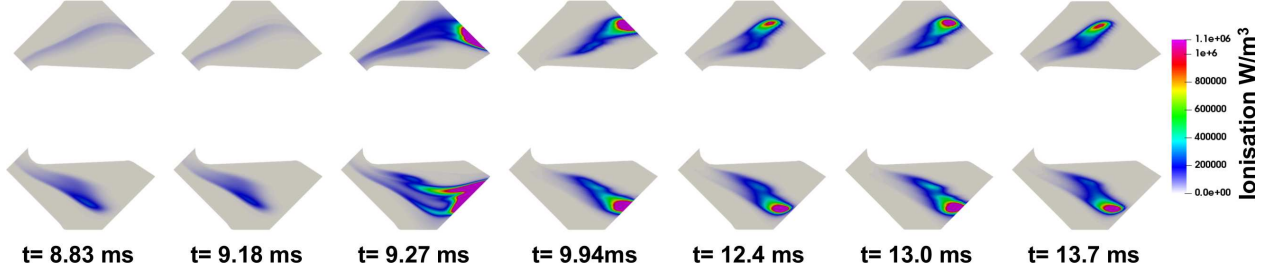 1.1e+06
1e+6
800000
600000
400000
200000
0.0e+00
Ionisation W/m³
t= 8.83 ms
t= 9.18 ms
t= 9.27 ms
t= 9.94ms
t= 12.4 ms
t= 13.0 ms
t= 13.7 ms